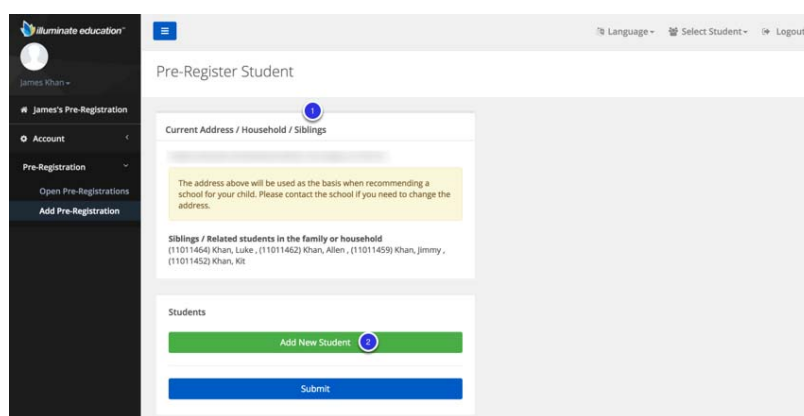 illuminate education™
Language
Select Student
Logout
James Khan
Pre-Register Student
James's Pre-Registration
1
Account
Current Address / Household / Siblings
Pre-Registration
Open Pre-Registrations
Add Pre-Registration
The address above will be used as the basis when recommending a
school for your child. Please contact the school if you need to change the
address.
Siblings / Related students in the family or household
(11011464) Khan, Luke , (11011462) Khan, Allen , (11011459) Khan, Jimmy ,
(11011452) Khan, Kit
Students
Add New Student 2
Submit